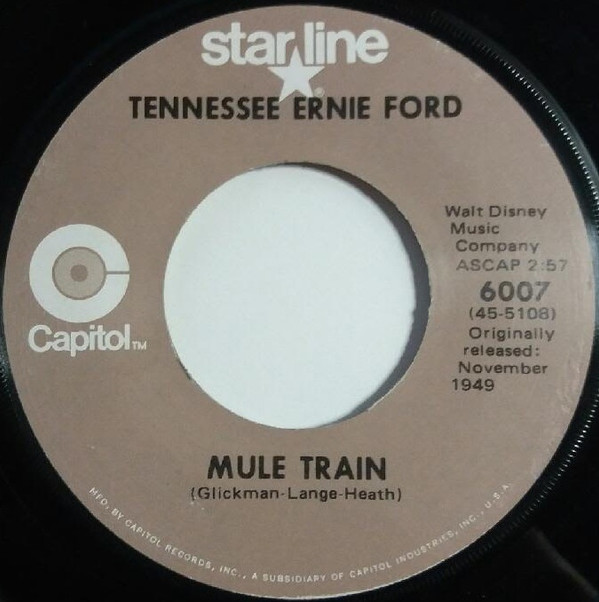 starline
®
TENNESSEE ERNIE FORD
Walt Disney
Music
Company
ASCAP 2:57
6007
(45-5108)
Originally
released:
November
1949
Capitol™
MULE TRAIN
(Glickman-Lange-Heath)
MFD. BY CAPITOL RECORDS, INC., A SUBSIDIARY OF CAPITOL INDUSTRIES, INC., U.S.A.